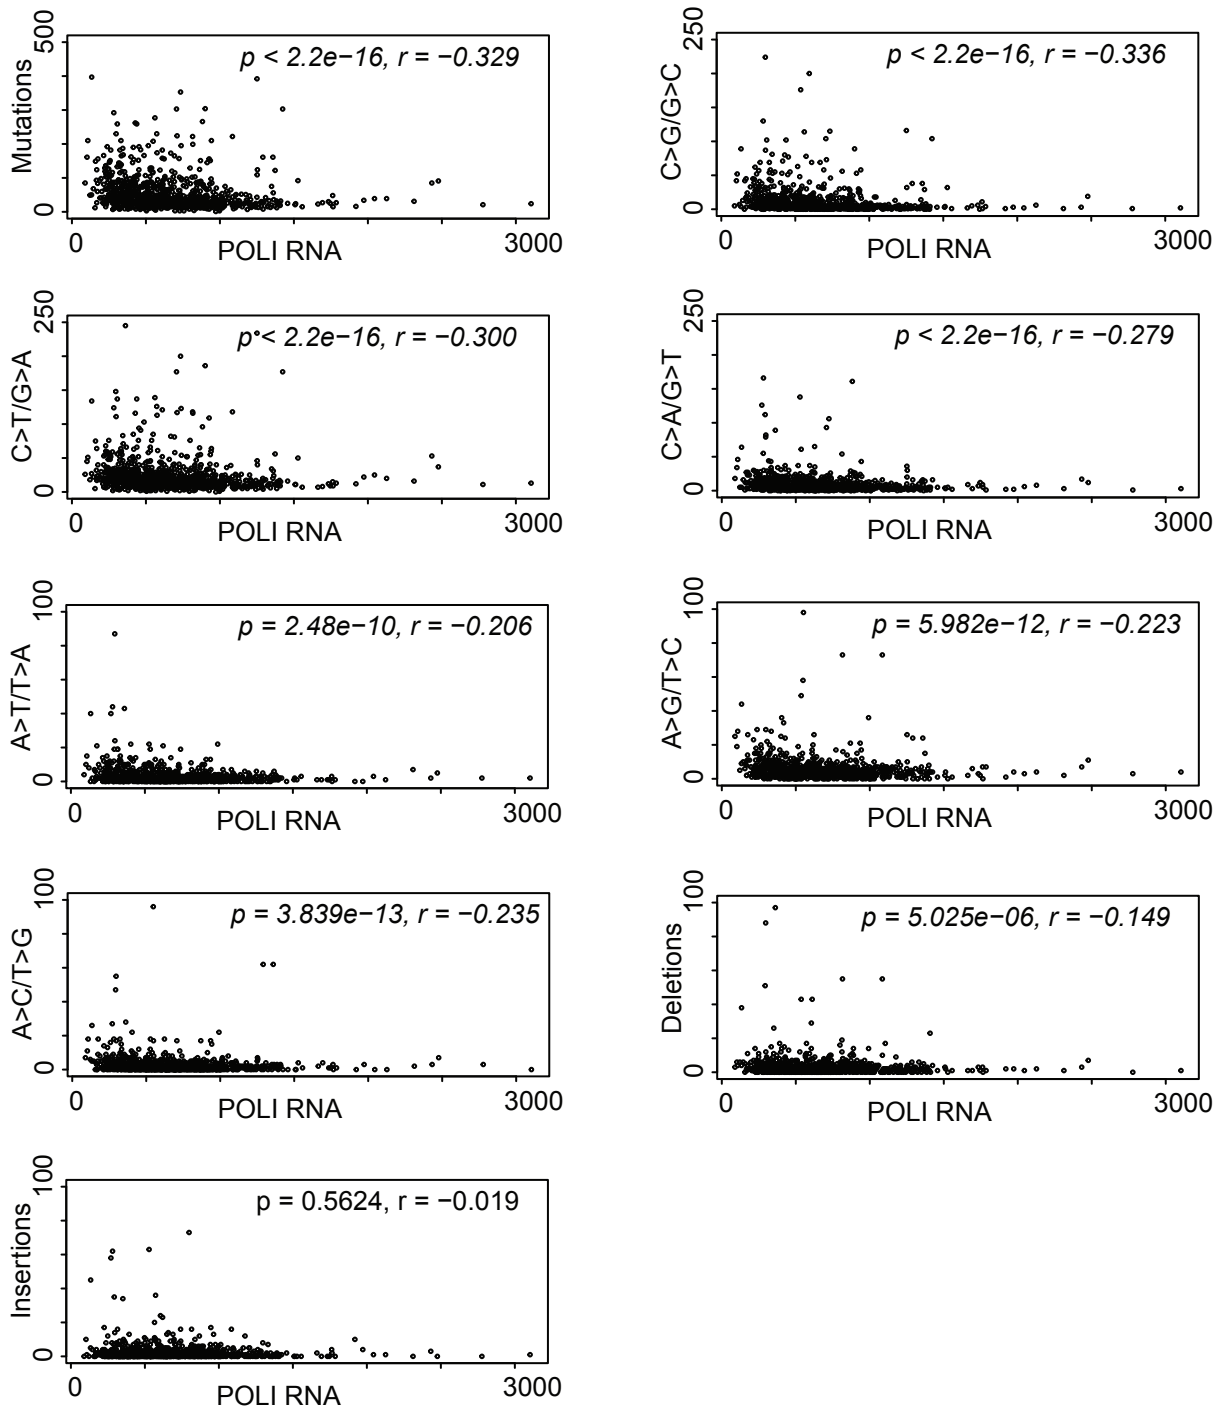 500
Mutations
0
p < 2.2e−16, r = −0.329
0
3000
POLI RNA
250
C>G/G>C
0
p < 2.2e−16, r = −0.336
0
3000
POLI RNA
250
C>T/G>A
0
p < 2.2e−16, r = −0.300
0
3000
POLI RNA
250
C>A/G>T
0
p < 2.2e−16, r = −0.279
0
3000
POLI RNA
100
A>T/T>A
0
p = 2.48e−10, r = −0.206
0
3000
POLI RNA
100
A>G/T>C
0
p = 5.982e−12, r = −0.223
0
3000
POLI RNA
100
A>C/T>G
0
p = 3.839e−13, r = −0.235
0
3000
POLI RNA
100
Deletions
0
p = 5.025e−06, r = −0.149
0
3000
POLI RNA
100
Insertions
0
p = 0.5624, r = −0.019
0
3000
POLI RNA